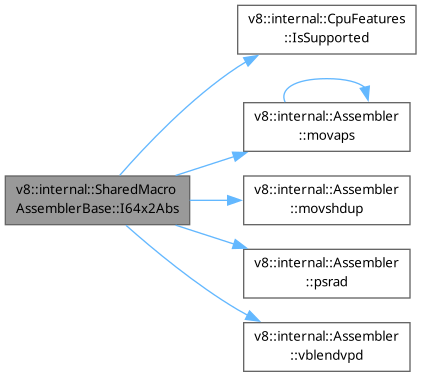 v8::internal::CpuFeatures
::IsSupported
v8::internal::Assembler
::movaps
v8::internal::SharedMacro
AssemblerBase::I64x2Abs
v8::internal::Assembler
::movshdup
v8::internal::Assembler
::psrad
v8::internal::Assembler
::vblendvpd